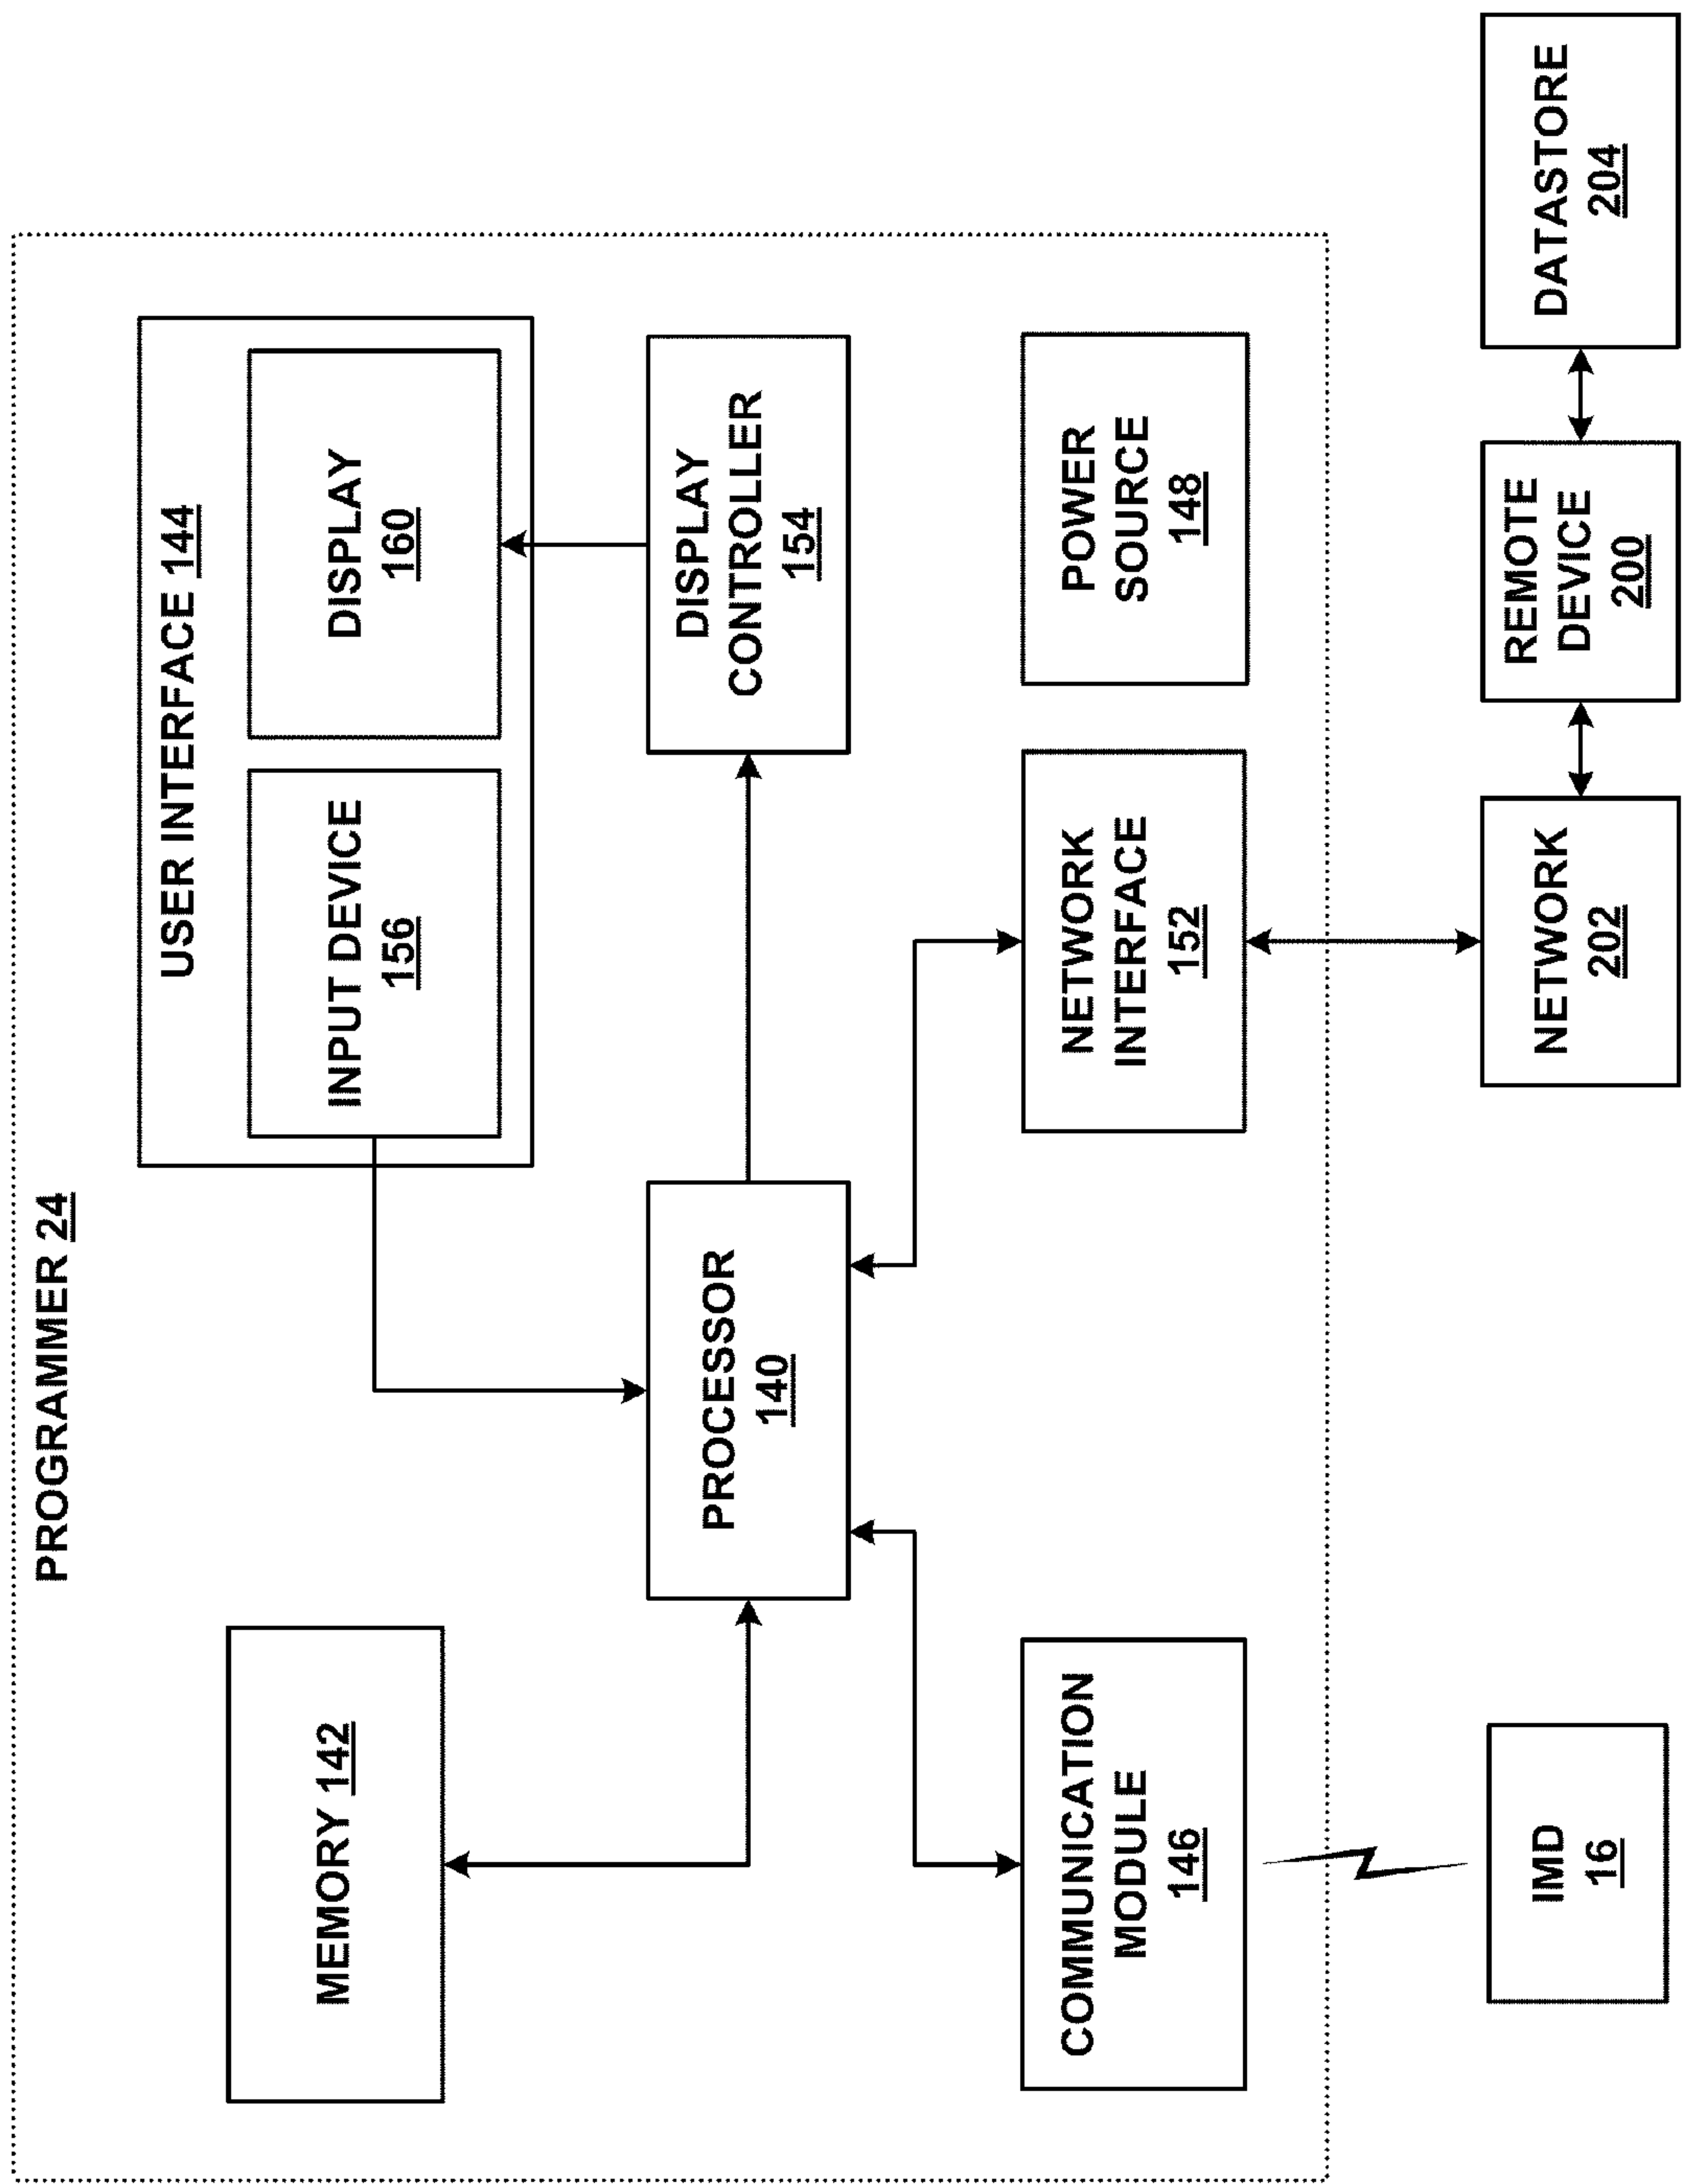 PROGRAMMER 24
MEMORY 142
USER INTERFACE 144
INPUT DEVICE
156
DISPLAY
160
PROCESSOR
140
DISPLAY
CONTROLLER
154
COMMUNICATION
MODULE
146
NETWORK
INTERFACE
152
POWER
SOURCE
148
IMD
16
NETWORK
202
REMOTE
DEVICE
200
DATASTORE
204